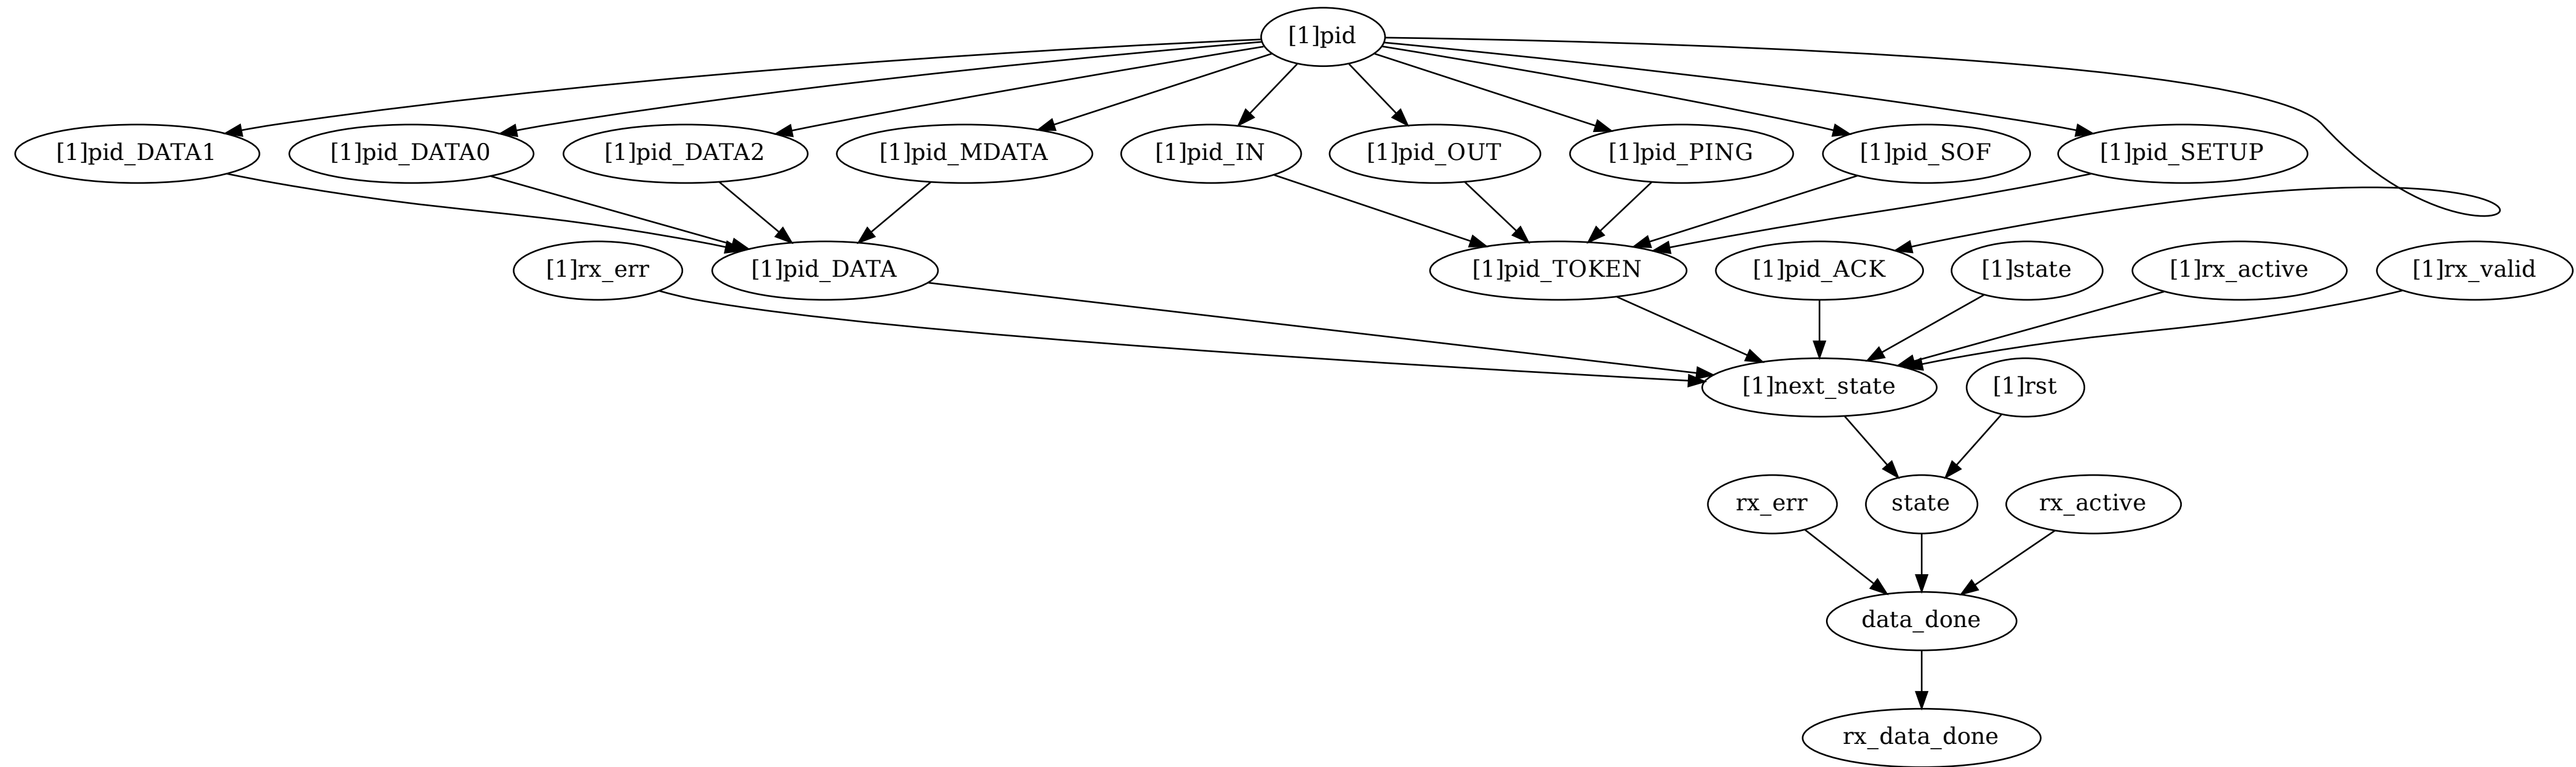 [1]pid
[1]pid_DATA1
[1]pid_DATA0
[1]pid_DATA2
[1]pid_MDATA
[1]pid_IN
[1]pid_OUT
[1]pid_PING
[1]pid_SOF
[1]pid_SETUP
[1]rx_err
[1]pid_DATA
[1]pid_TOKEN
[1]pid_ACK
[1]state
[1]rx_active
[1]rx_valid
[1]next_state
[1]rst
rx_err
state
rx_active
data_done
rx_data_done